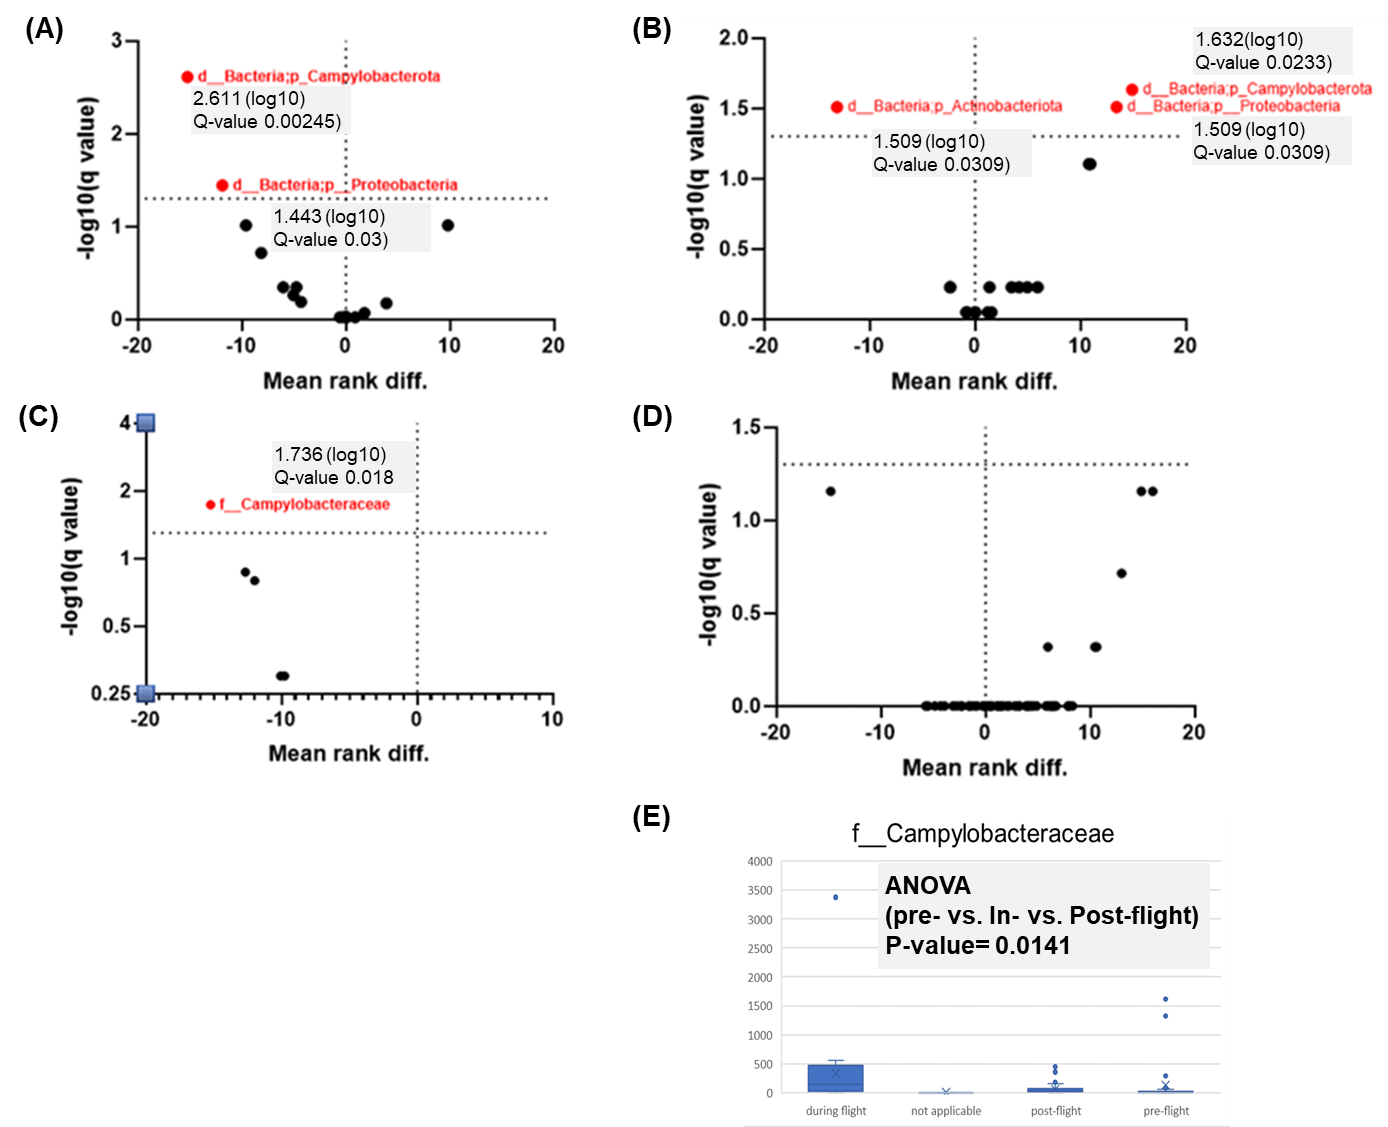 (A)
3
2
1
0
-log10(q value)
d__Bacteria;p_Campylobacterota
2.611 (log10)
Q-value 0.00245)
d__Bacteria;p__Proteobacteria
1.443 (log10)
Q-value 0.03)
-20
-10
0
10
20
Mean rank diff.
(B)
2.0
1.5
1.0
0.5
0.0
-log10(q value)
1.632(log10)
Q-value 0.0233)
d__Bacteria;p_Campylobacterota
d__Bacteria;p_Actinobacteriota
d__Bacteria;p__Proteobacteria
1.509 (log10)
Q-value 0.0309)
1.509 (log10)
Q-value 0.0309)
-20
-10
0
10
20
Mean rank diff.
(C)
4
2
1
0.5
0.25
-log10(q value)
1.736 (log10)
Q-value 0.018
f__Campylobacteraceae
-20
-10
0
10
Mean rank diff.
(D)
1.5
1.0
0.5
0.0
-log10(q value)
-20
-10
0
10
20
Mean rank diff.
(E)
f__Campylobacteraceae
4000
3500
3000
2500
2000
1500
1000
500
0
ANOVA
(pre- vs. In- vs. Post-flight)
P-value= 0.0141
during flight
not applicable
post-flight
pre-flight